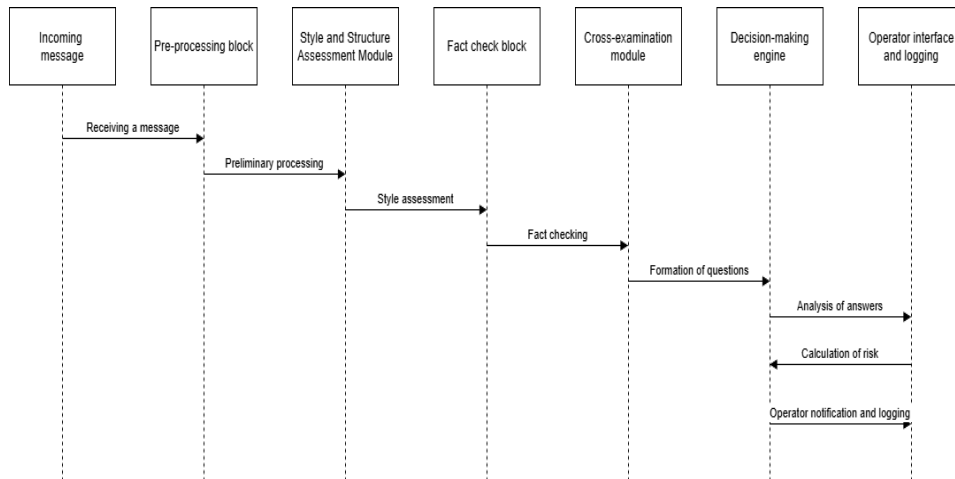 Incoming
message
Pre-processing block
Style and Structure
Assessment Module
Fact check block
Cross-examination
module
Decision-making
engine
Operator interface
and logging
Receiving a message
Preliminary processing
Style assessment
Fact checking
Formation of questions
Analysis of answers
Calculation of risk
Operator notification and logging